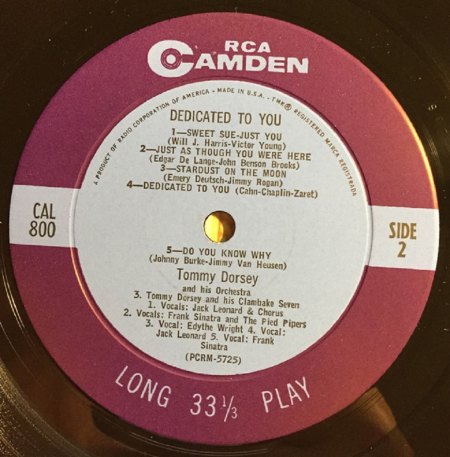 RCA
CAMDEN
A PRODUCT OF RADIO CORPORATION OF AMERICA - MADE IN U.S.A. - TMK® REGISTERED MARCA REGISTRADA
DEDICATED TO YOU
1—SWEET SUE-JUST YOU
(Will J. Harris-Victor Young)
2—JUST AS THOUGH YOU WERE HERE
(Edgar De Lange-John Benson Brooks)
3—STARDUST ON THE MOON
(Emery Deutsch-Jimmy Rogan)
4—DEDICATED TO YOU (Cahn-Chaplin-Zaret)
CAL
800
SIDE
2
5—DO YOU KNOW WHY
(Johnny Burke-Jimmy Van Heusen)
Tommy Dorsey
and his Orchestra
3. Tommy Dorsey and his Clambake Seven
1. Vocals: Jack Leonard & Chorus
2. Vocals: Frank Sinatra and The Pied Pipers
3. Vocal: Edythe Wright 4. Vocal:
Jack Leonard 5. Vocal: Frank
Sinatra
(PCRM-5725)
LONG 33 1/3 PLAY